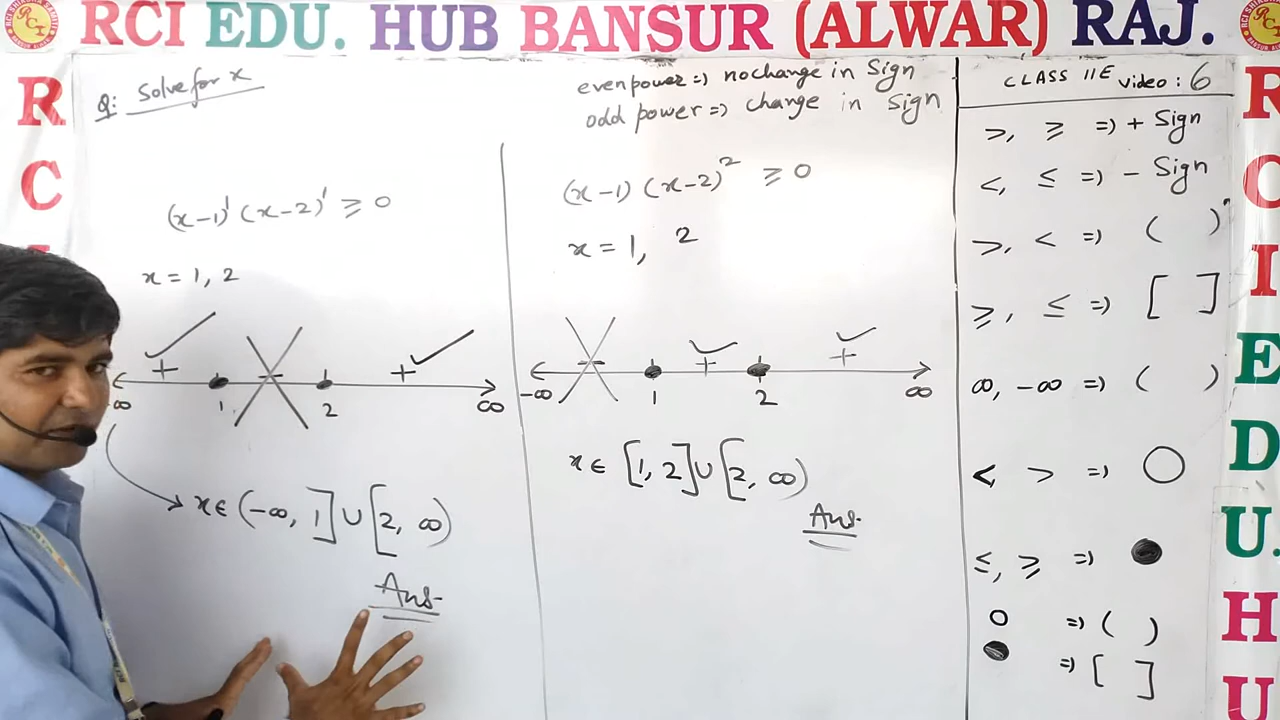 RCI EDU. HUB BANSUR (ALWAR) RAJ.
R
C
I
Q: Solve for x
(x-1)¹ (x-2)¹ ≥ 0
x = 1, 2
+ - +
-∞ 1 2 ∞
x ∈ (-∞, 1] ∪ [2, ∞)
Ans.
even power => no change in Sign
odd power => change in Sign
(x-1) (x-2)² ≥ 0
x = 1, 2
- + +
-∞ 1 2 ∞
x ∈ [1, 2] ∪ [2, ∞)
Ans.
CLASS 11E video: 6
>, ≥ => + Sign
<, ≤ => - Sign
>, < => ( )
≥, ≤ => [ ]
∞, -∞ => ( )
< > => ○
≤, ≥ => ●
○ => ( )
● => [ ]
R
C
I
E
D
U.
H
U